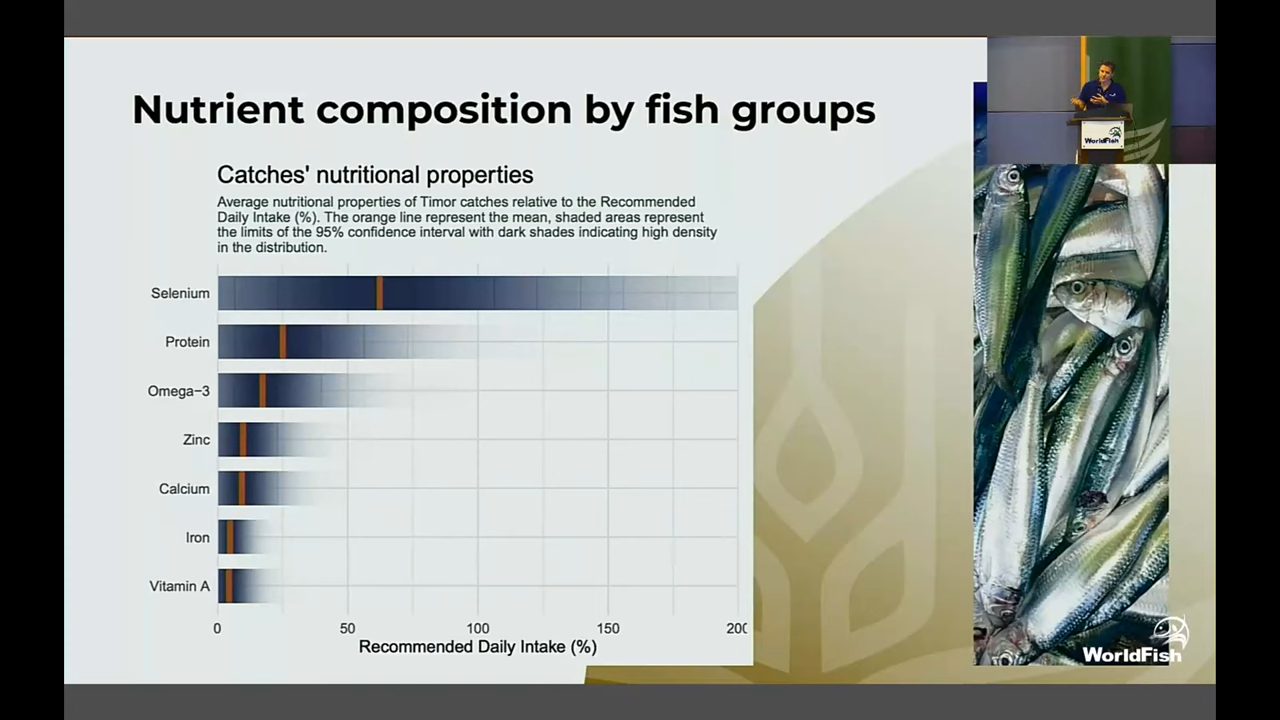 Nutrient composition by fish groups
WorldFish
Catches' nutritional properties
Average nutritional properties of Timor catches relative to the Recommended
Daily Intake (%). The orange line represent the mean, shaded areas represent
the limits of the 95% confidence interval with dark shades indicating high density
in the distribution.
Selenium
Protein
Omega−3
Zinc
Calcium
Iron
Vitamin A
0 50 100 150 200
Recommended Daily Intake (%)
WorldFish